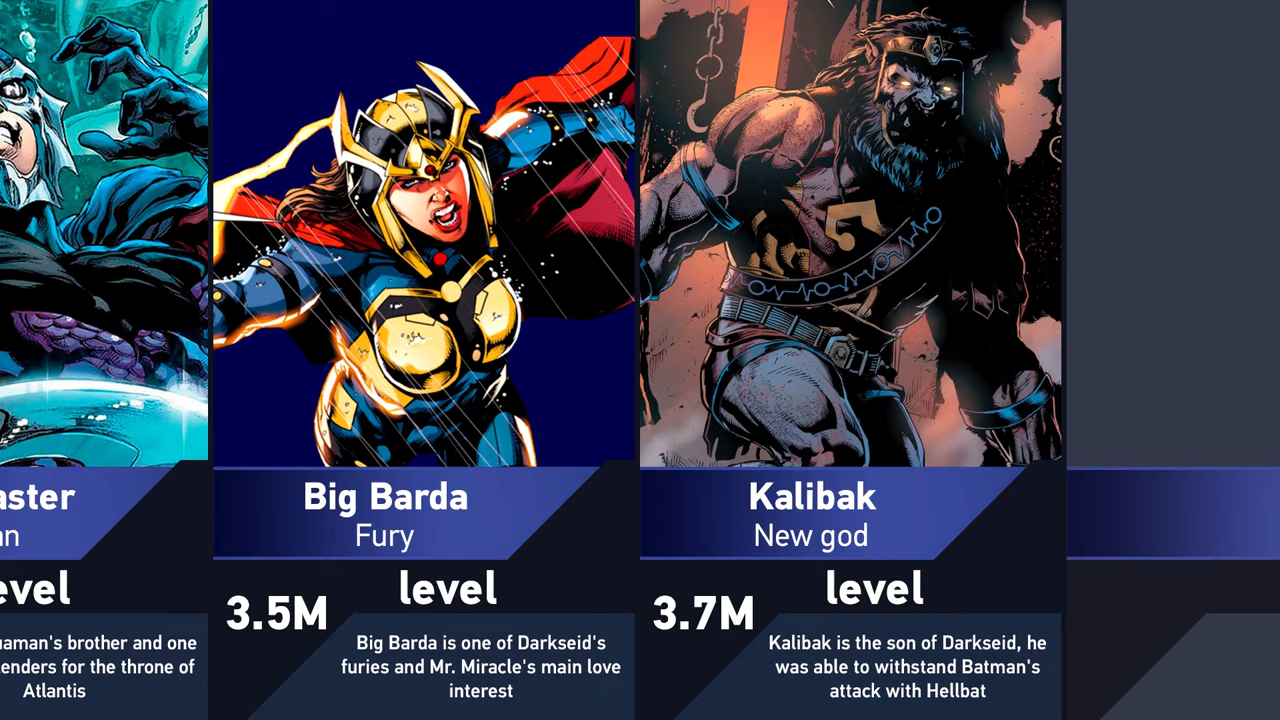 aster
an
evel
uaman's brother and one
enders for the throne of
Atlantis
Big Barda
Fury
level
3.5M
Big Barda is one of Darkseid's
furies and Mr. Miracle's main love
interest
Kalibak
New god
level
3.7M
Kalibak is the son of Darkseid, he
was able to withstand Batman's
attack with Hellbat